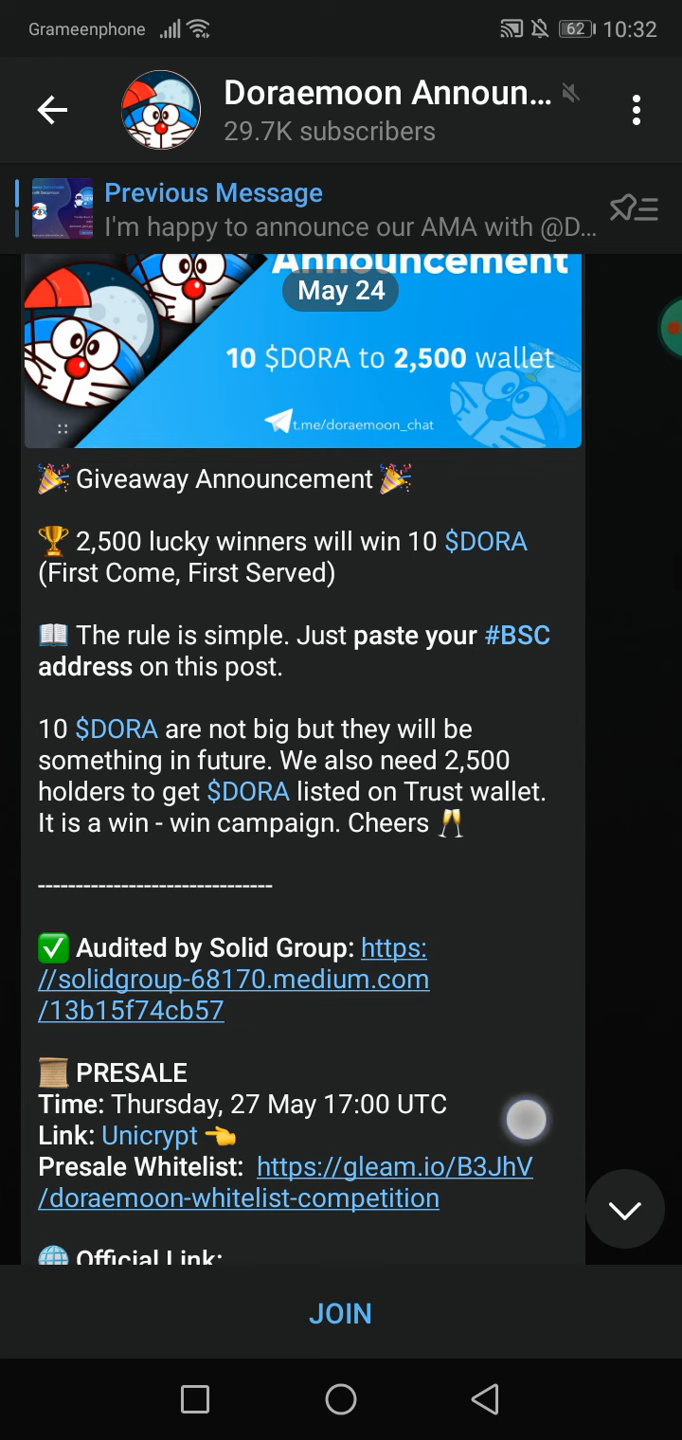 Grameenphone 62 10:32
Doraemoon Announ...
29.7K subscribers
Previous Message
I'm happy to announce our AMA with @D...
Announcement
May 24
10 $DORA to 2,500 wallet
t.me/doraemoon_chat
🎉 Giveaway Announcement 🎉
🏆 2,500 lucky winners will win 10 $DORA
(First Come, First Served)
📖 The rule is simple. Just paste your #BSC
address on this post.
10 $DORA are not big but they will be
something in future. We also need 2,500
holders to get $DORA listed on Trust wallet.
It is a win - win campaign. Cheers 🥂
-------------------------------
✅ Audited by Solid Group: https:
//solidgroup-68170.medium.com
/13b15f74cb57
📜 PRESALE
Time: Thursday, 27 May 17:00 UTC
Link: Unicrypt 👈
Presale Whitelist: https://gleam.io/B3JhV
/doraemoon-whitelist-competition
🌐 Official Link:
JOIN